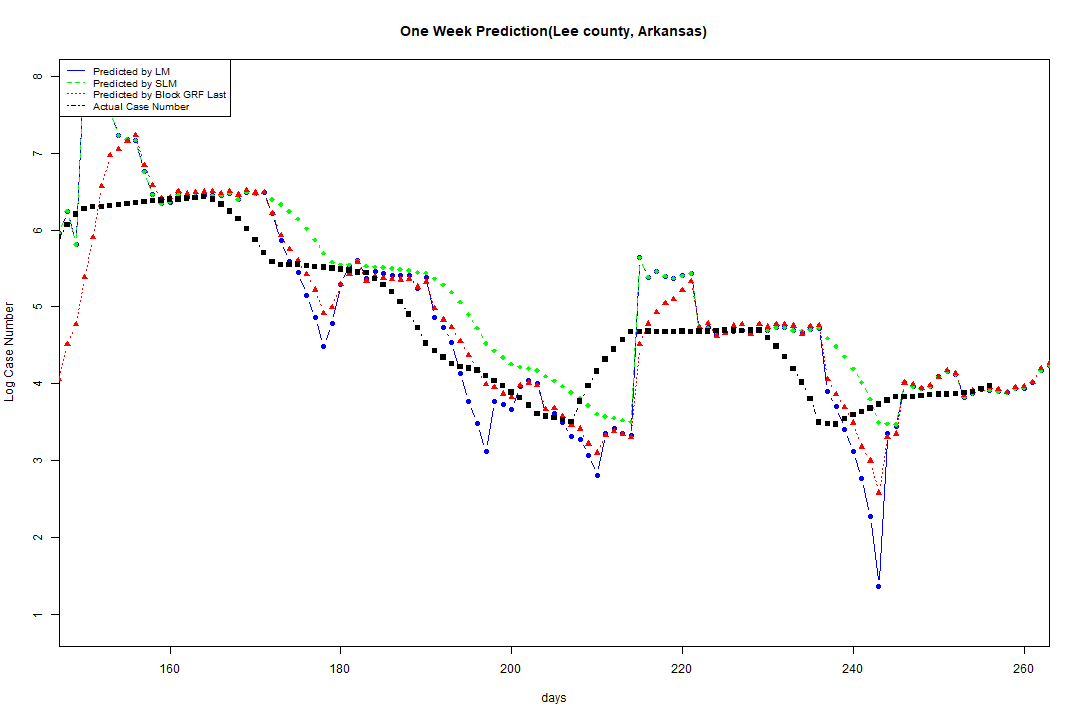 One Week Prediction(Lee county, Arkansas)
Predicted by LM
Predicted by SLM
Predicted by Block GRF Last
Actual Case Number
Log Case Number
8
7
6
5
4
3
2
1
160 180 200 220 240 260
days